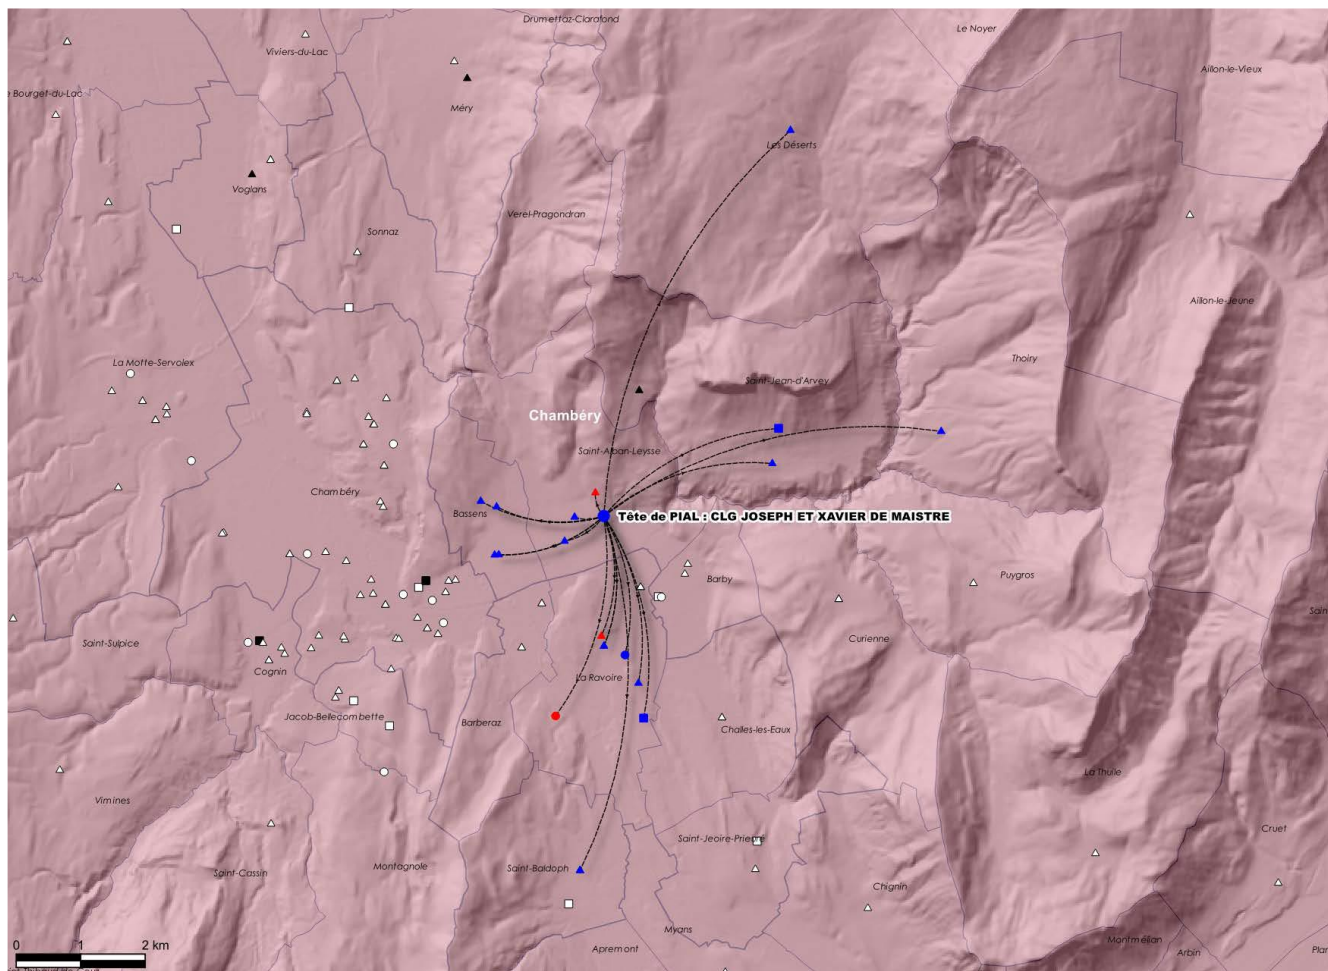 Drumettaz-Clarafond
Le Noyer
Viviers-du-Lac
Aillon-le-Vieux
e Bourget-du-Lac
Méry
Les Déserts
Voglans
Verel-Pragondran
Sonnaz
Aillon-le-Jeune
La Motte-Servolex
Thoiry
Saint-Jean-d'Arvey
Chambéry
Saint-Alban-Leysse
Chambéry
Bassens
Tête de PIAL : CLG JOSEPH ET XAVIER DE MAISTRE
Barby
Puygros
Saint-Sulpice
Curienne
Cognin
La Ravoire
Jacob-Bellecombette
Barberaz
Challes-les-Eaux
La Thuile
Vimines
Cruet
Saint-Jeoire-Prieuré
Montagnole
Saint-Baldoph
Saint-Cassin
Chignin
Myans
Montmélian
Apremont
Arbin
0 1 2 km